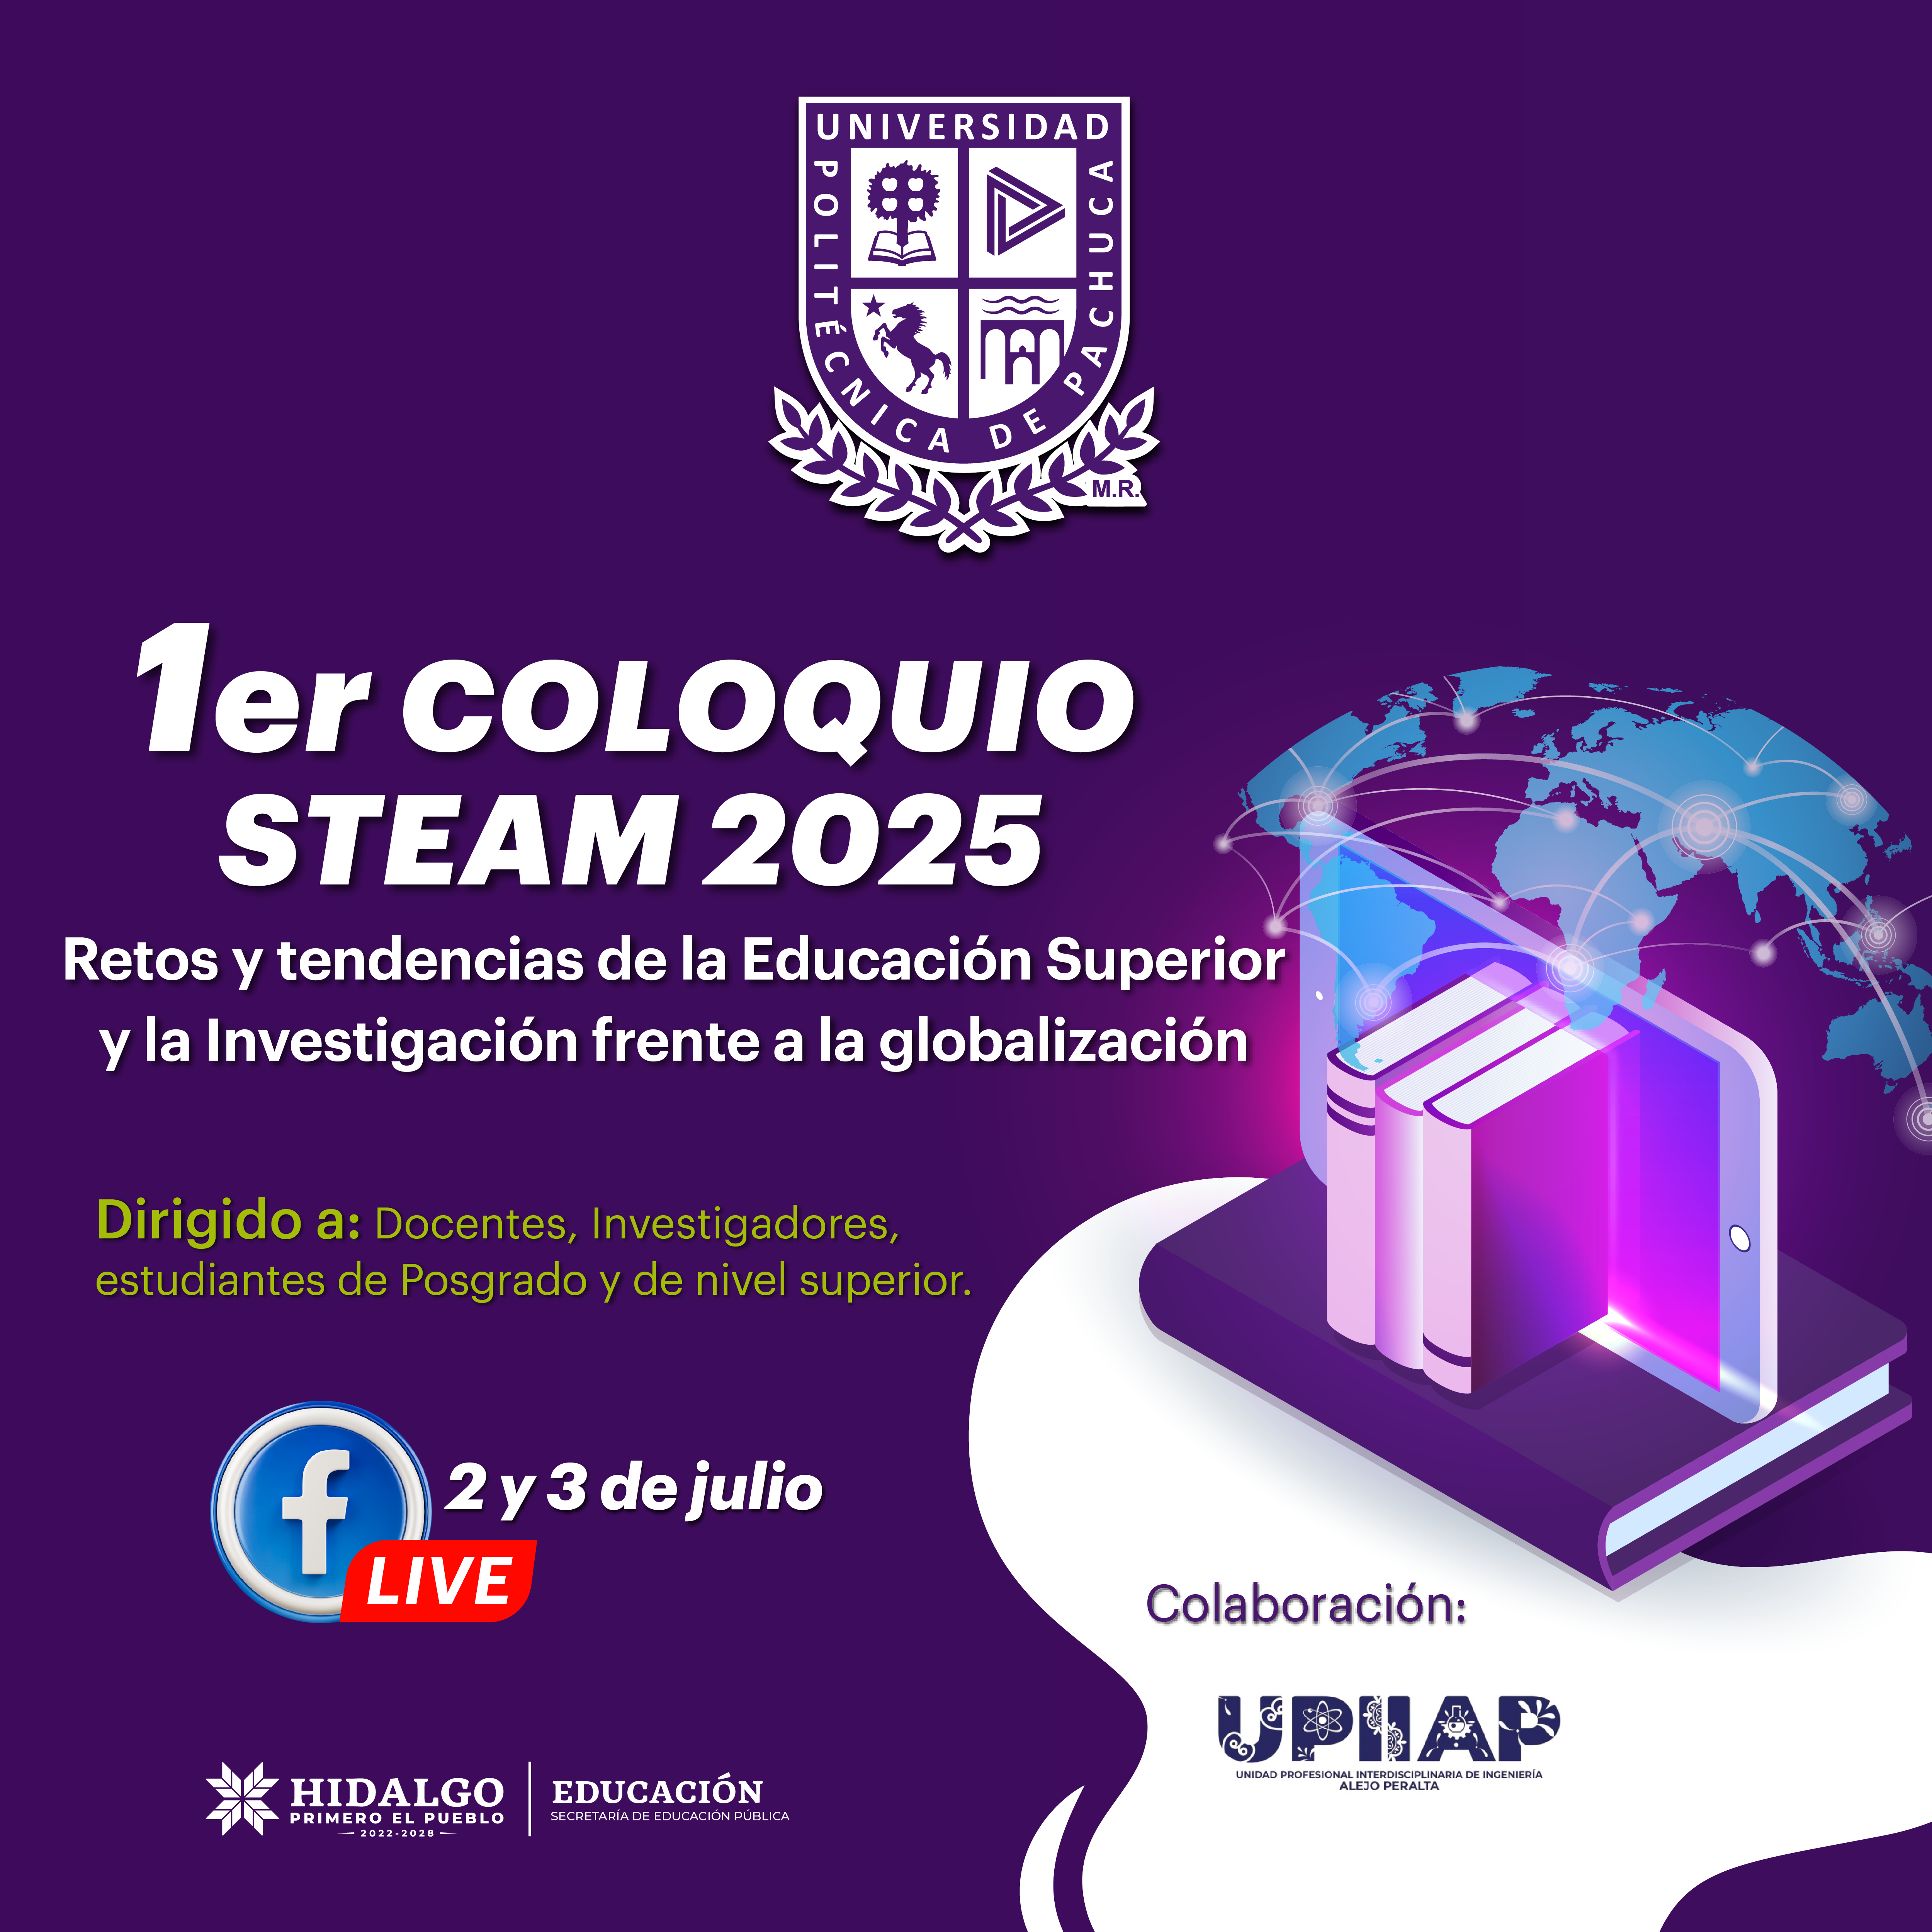 UNIVERSIDAD
POLITÉCNICA DE PACHUCA
M.R.
1er COLOQUIO
STEAM 2025
Retos y tendencias de la Educación Superior
y la Investigación frente a la globalización
Dirigido a: Docentes, Investigadores,
estudiantes de Posgrado y de nivel superior.
f
2 y 3 de julio
LIVE
Colaboración:
UPIIAP
UNIDAD PROFESIONAL INTERDISCIPLINARIA DE INGENIERÍA
ALEJO PERALTA
HIDALGO
PRIMERO EL PUEBLO
2022-2028
EDUCACIÓN
SECRETARÍA DE EDUCACIÓN PÚBLICA